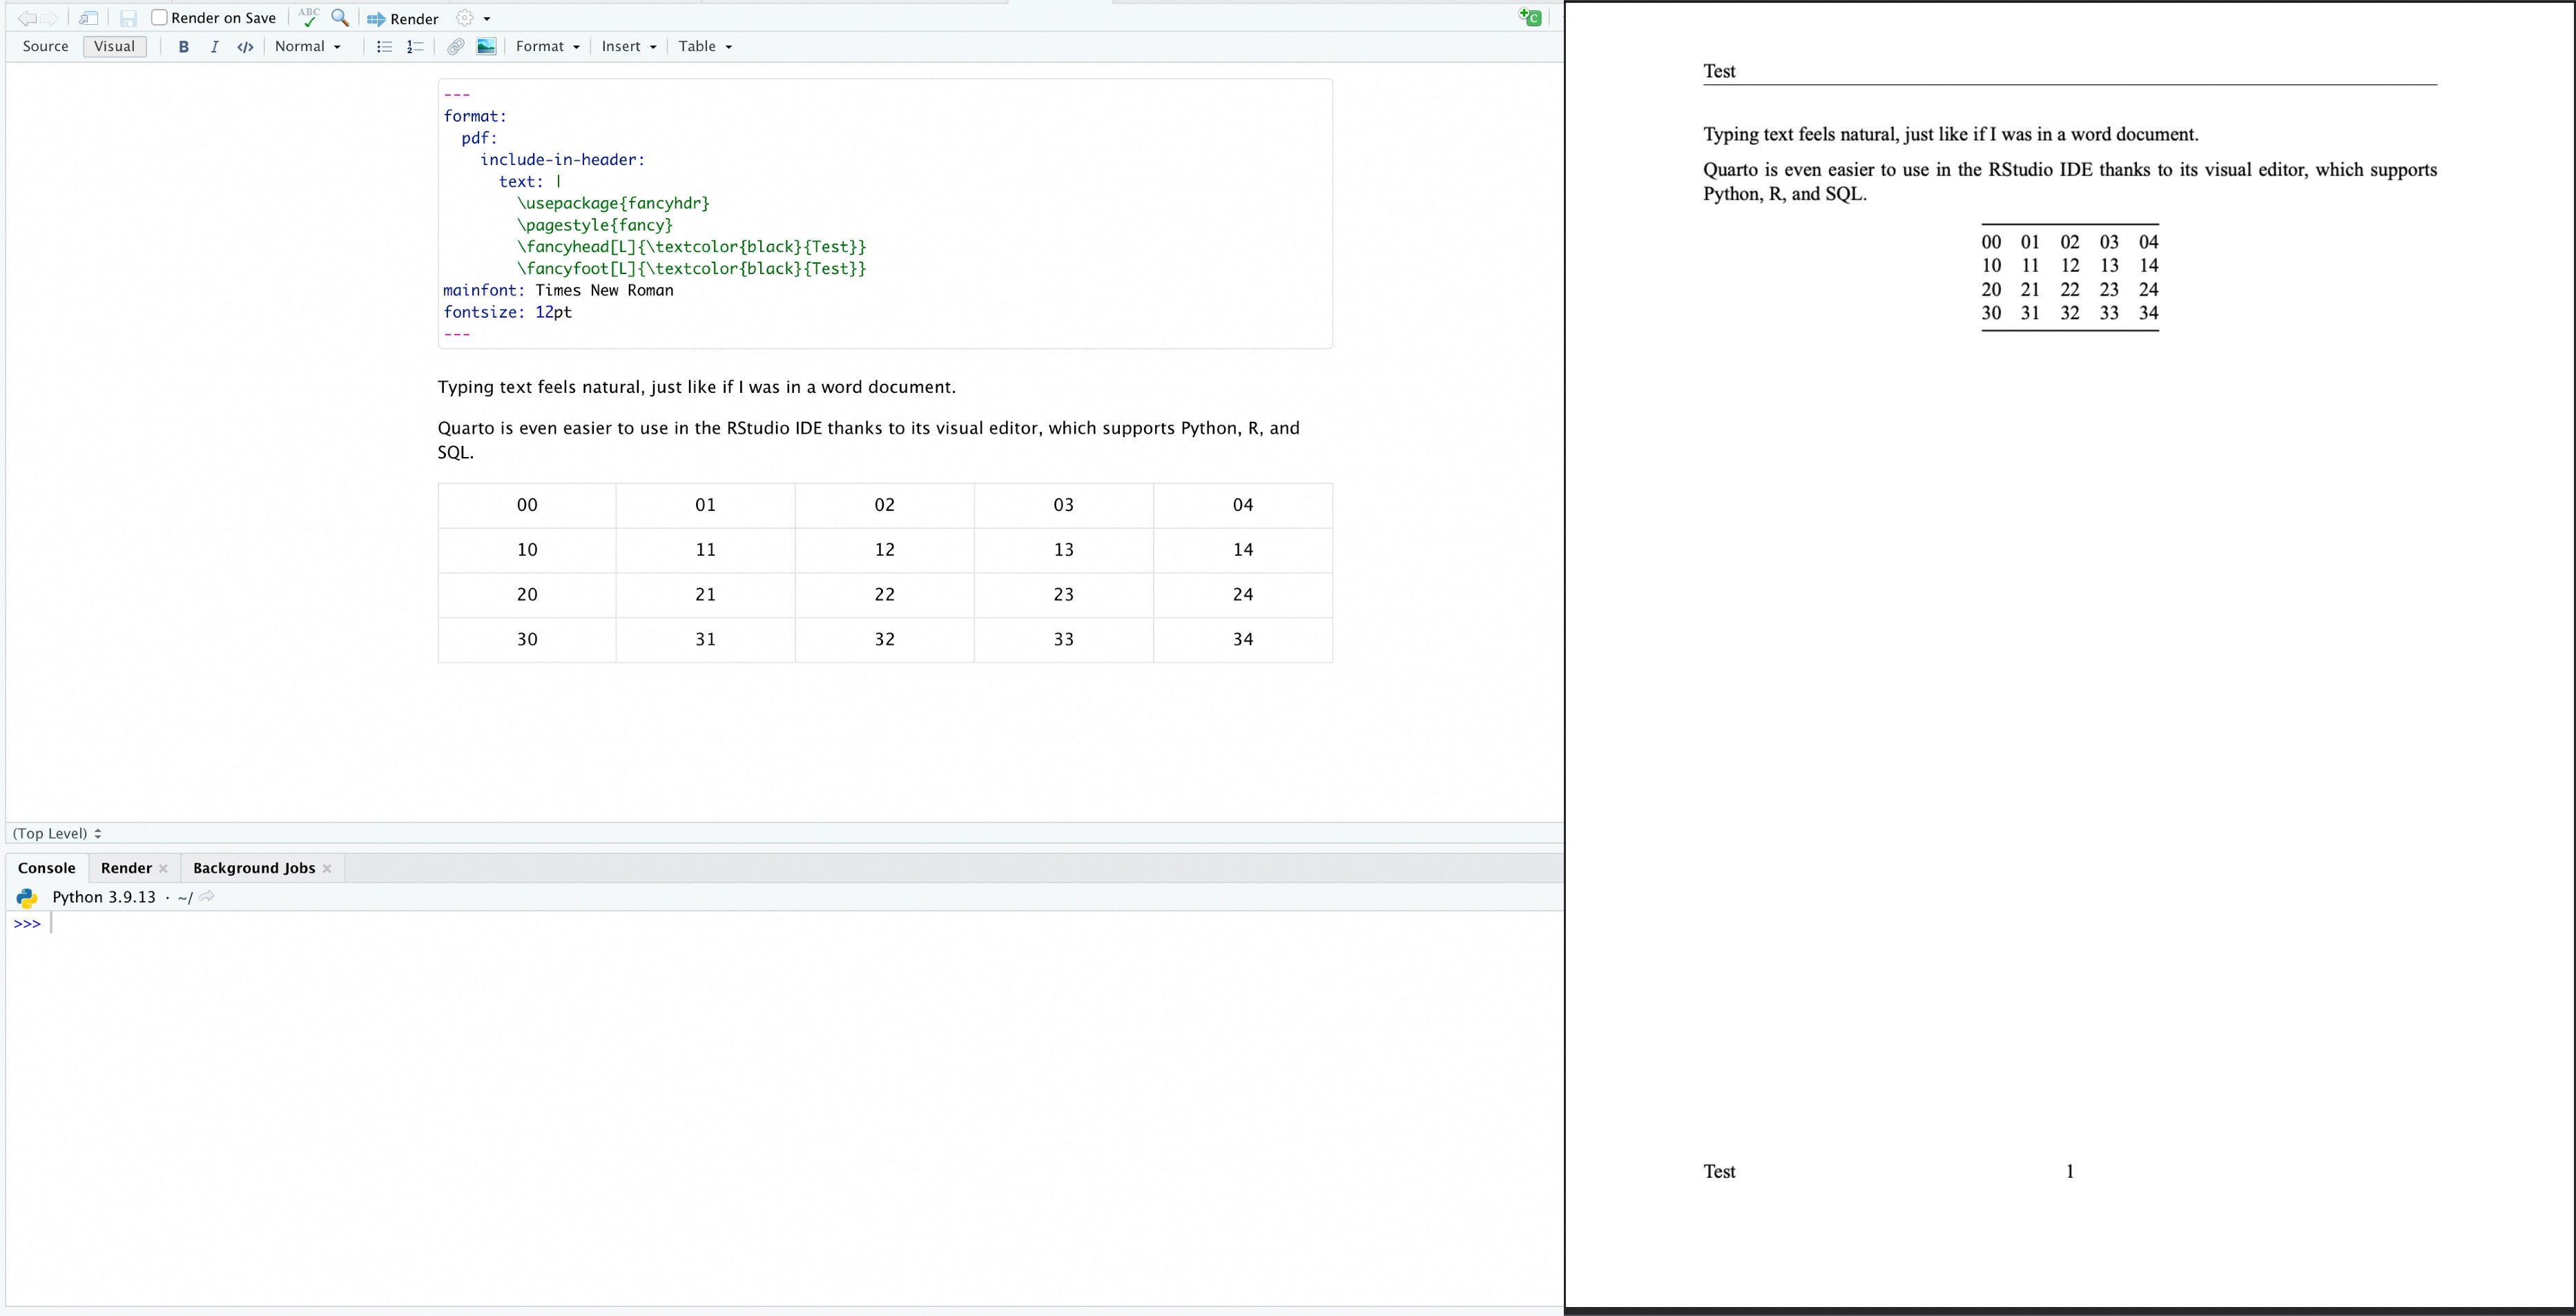 Render on Save ABC Render
Source Visual B I </> Normal Format Insert Table
---
format:
pdf:
include-in-header:
text: |
\usepackage{fancyhdr}
\pagestyle{fancy}
\fancyhead[L]{\textcolor{black}{Test}}
\fancyfoot[L]{\textcolor{black}{Test}}
mainfont: Times New Roman
fontsize: 12pt
---
Typing text feels natural, just like if I was in a word document.
Quarto is even easier to use in the RStudio IDE thanks to its visual editor, which supports Python, R, and
SQL.
00 01 02 03 04
10 11 12 13 14
20 21 22 23 24
30 31 32 33 34
(Top Level)
Console Render Background Jobs
Python 3.9.13 · ~/
>>>
Test
Typing text feels natural, just like if I was in a word document.
Quarto is even easier to use in the RStudio IDE thanks to its visual editor, which supports
Python, R, and SQL.
00 01 02 03 04
10 11 12 13 14
20 21 22 23 24
30 31 32 33 34
Test 1